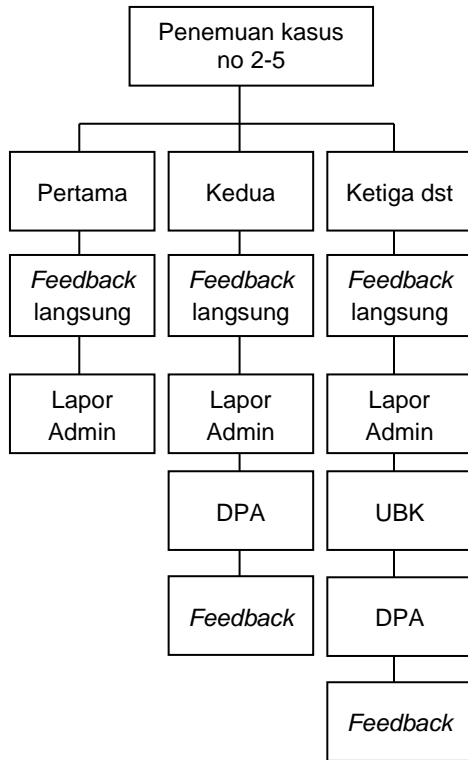 Penemuan kasus
no 2-5
Pertama
Kedua
Ketiga dst
Feedback
langsung
Feedback
langsung
Feedback
langsung
Lapor
Admin
Lapor
Admin
Lapor
Admin
DPA
UBK
Feedback
DPA
Feedback